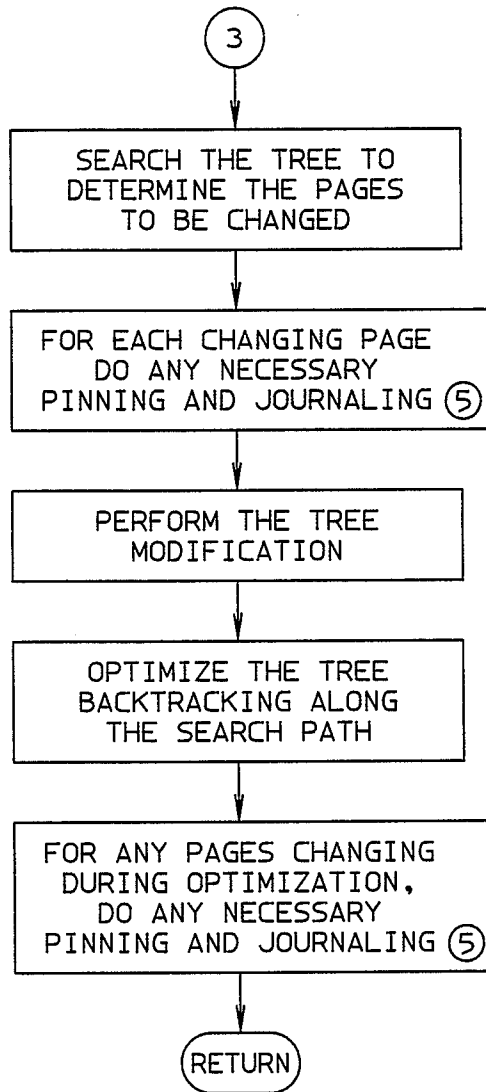 3
SEARCH THE TREE TO
DETERMINE THE PAGES
TO BE CHANGED
FOR EACH CHANGING PAGE
DO ANY NECESSARY
PINNING AND JOURNALING 5
PERFORM THE TREE
MODIFICATION
OPTIMIZE THE TREE
BACKTRACKING ALONG
THE SEARCH PATH
FOR ANY PAGES CHANGING
DURING OPTIMIZATION,
DO ANY NECESSARY
PINNING AND JOURNALING 5
RETURN